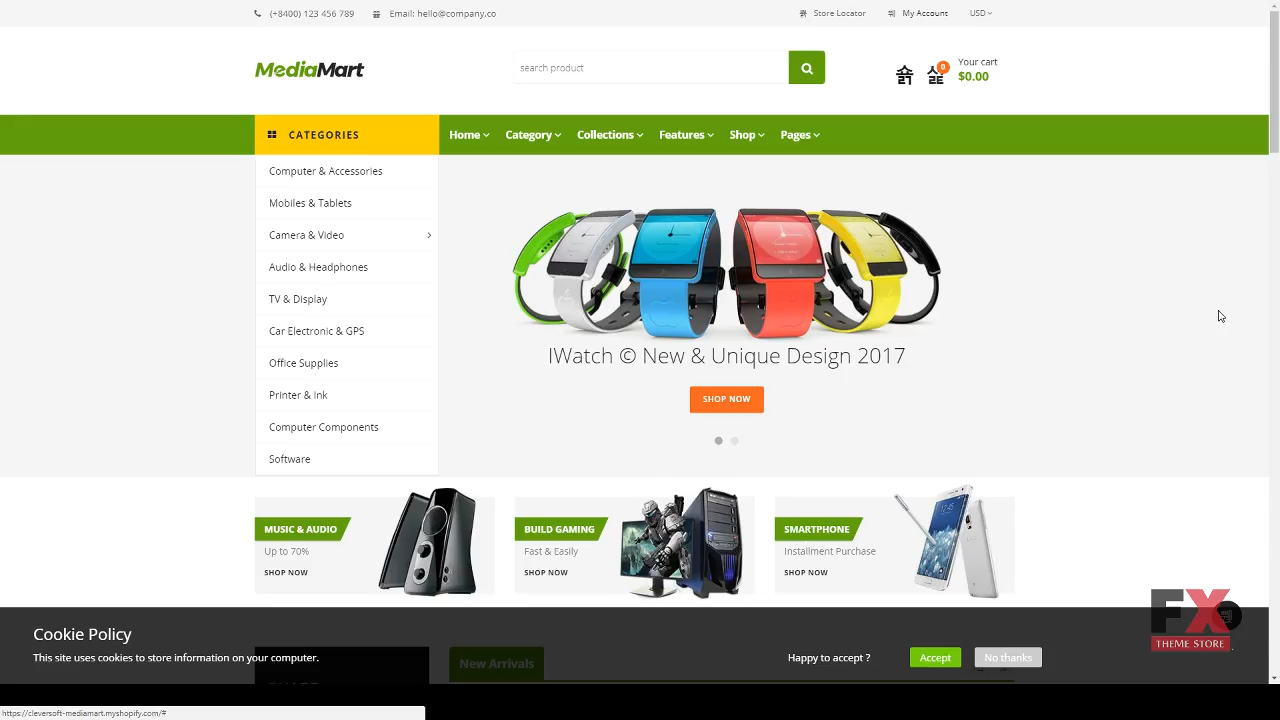 (+8400) 123 456 789
Email: hello@company.co
Store Locator
My Account
USD
MediaMart
search product
0
Your cart
$0.00
CATEGORIES
Home
Category
Collections
Features
Shop
Pages
Computer & Accessories
Mobiles & Tablets
Camera & Video
Audio & Headphones
TV & Display
Car Electronic & GPS
Office Supplies
Printer & Ink
Computer Components
Software
IWatch © New & Unique Design 2017
SHOP NOW
MUSIC & AUDIO
Up to 70%
SHOP NOW
BUILD GAMING
Fast & Easily
SHOP NOW
SMARTPHONE
Installment Purchase
SHOP NOW
FX
THEME STORE
Cookie Policy
This site uses cookies to store information on your computer.
Happy to accept ?
Accept
No thanks
New Arrivals
https://cleversoft-mediamart.myshopify.com/#